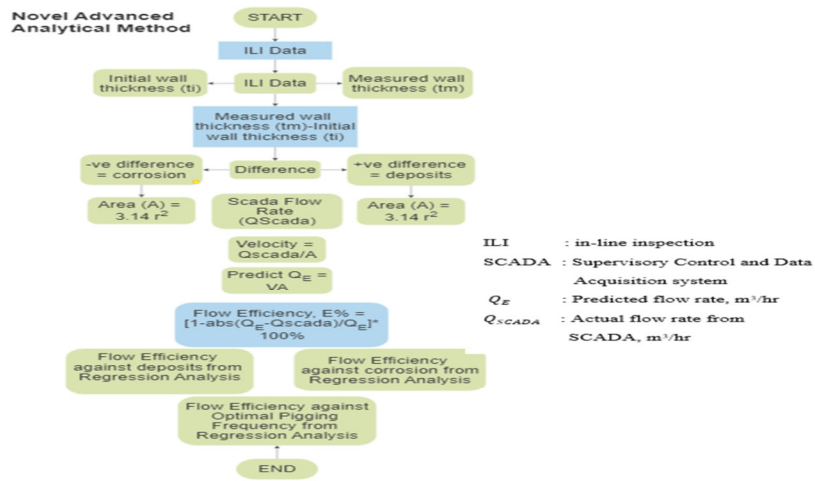 Novel Advanced
Analytical Method
START
ILI Data
Initial wall
thickness (ti)
ILI Data
Measured wall
thickness (tm)
Measured wall
thickness (tm)-Initial
wall thickness (ti)
-ve difference
= corrosion
Difference
+ve difference
= deposits
Area (A) =
3.14 r²
Scada Flow
Rate
(QScada)
Area (A) =
3.14 r²
Velocity =
Qscada/A
Predict Q_E =
VA
Flow Efficiency, E% =
[1-abs(Q_E-Qscada)/Q_E]*
100%
Flow Efficiency
against deposits from
Regression Analysis
Flow Efficiency
against corrosion from
Regression Analysis
Flow Efficiency against
Optimal Pigging
Frequency from
Regression Analysis
END
ILI : in-line inspection
SCADA : Supervisory Control and Data
Acquisition system
Q_E : Predicted flow rate, m³/hr
Q_SCADA : Actual flow rate from
SCADA, m³/hr